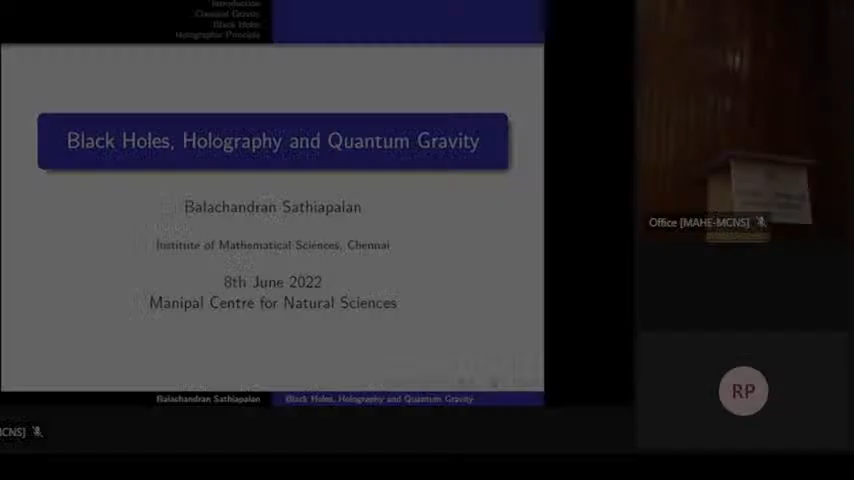 Introduction
Classical Gravity
Black Holes
Holographic Principle
Black Holes, Holography and Quantum Gravity
Balachandran Sathiapalan
Institute of Mathematical Sciences, Chennai
8th June 2022
Manipal Centre for Natural Sciences
Balachandran Sathiapalan
Black Holes, Holography and Quantum Gravity
Office [MAHE-MCNS]
RP
CNS]